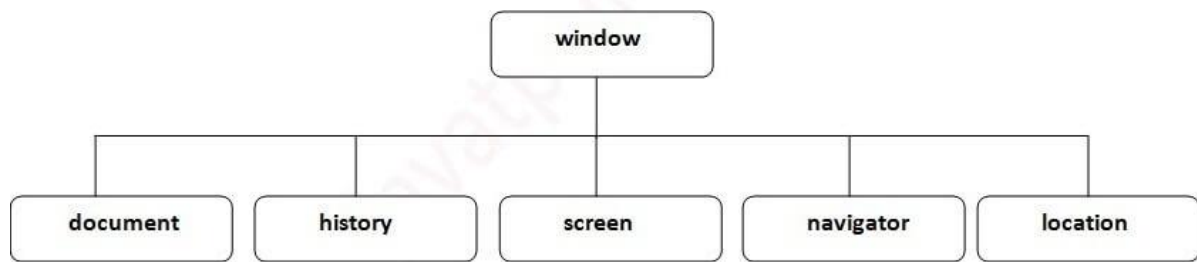 window
document
history
screen
navigator
location